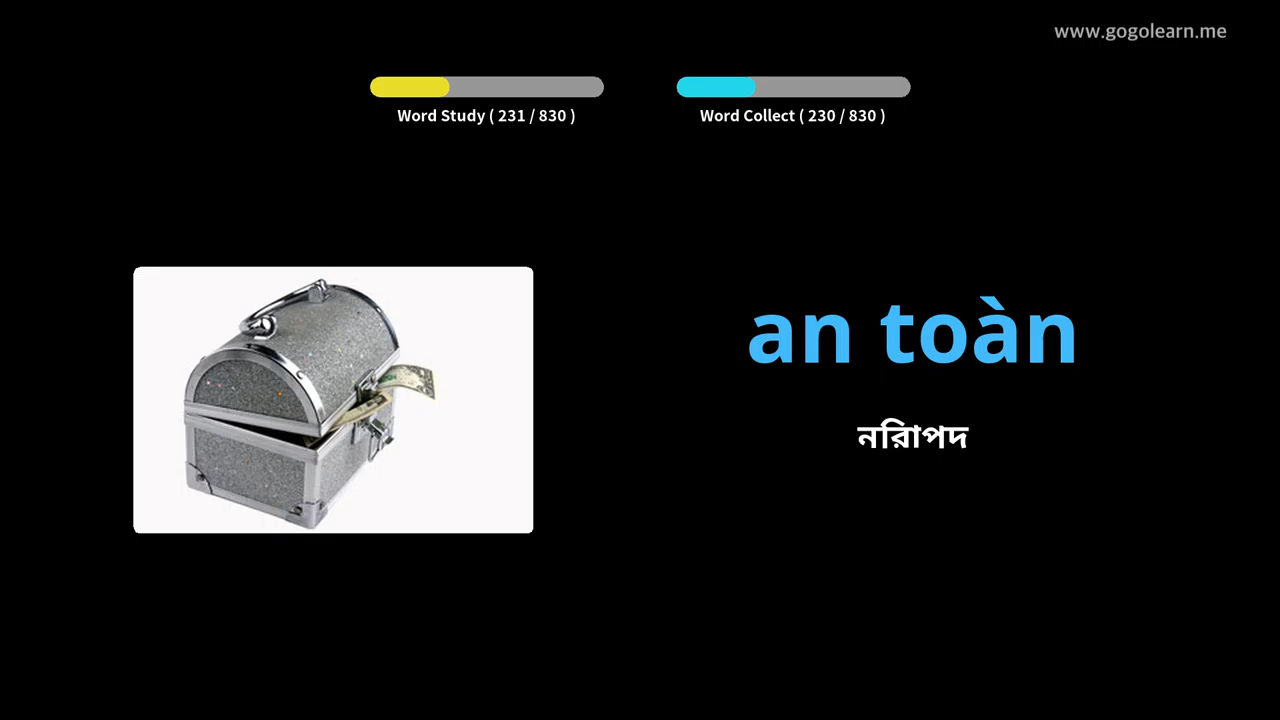 www.gogolearn.me
Word Study ( 231 / 830 )
Word Collect ( 230 / 830 )
an toàn
নিরাপদ